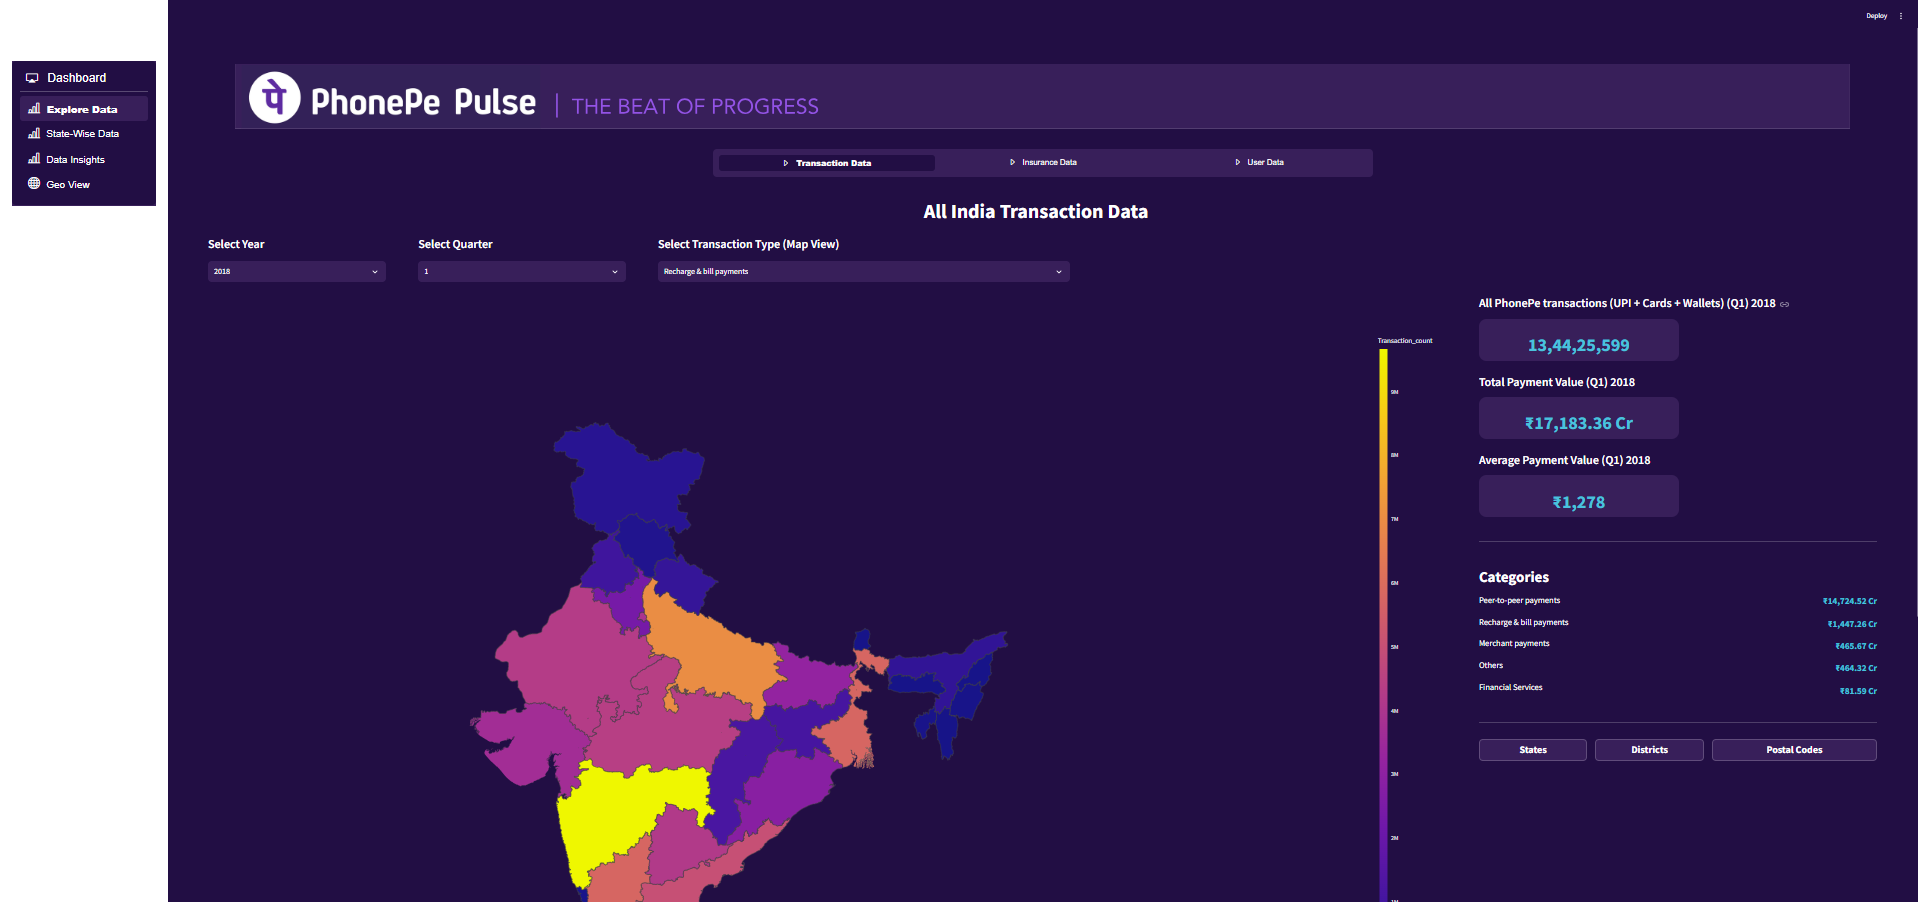 Deploy
Dashboard
Explore Data
State-Wise Data
Data Insights
Geo View
पे PhonePe Pulse | THE BEAT OF PROGRESS
Transaction Data
Insurance Data
User Data
All India Transaction Data
Select Year
2018
Select Quarter
1
Select Transaction Type (Map View)
Recharge & bill payments
Transaction_count
9M
8M
7M
6M
5M
4M
3M
2M
All PhonePe transactions (UPI + Cards + Wallets) (Q1) 2018
13,44,25,599
Total Payment Value (Q1) 2018
₹17,183.36 Cr
Average Payment Value (Q1) 2018
₹1,278
Categories
Peer-to-peer payments ₹14,724.52 Cr
Recharge & bill payments ₹1,447.26 Cr
Merchant payments ₹465.67 Cr
Others ₹464.32 Cr
Financial Services ₹81.59 Cr
States
Districts
Postal Codes